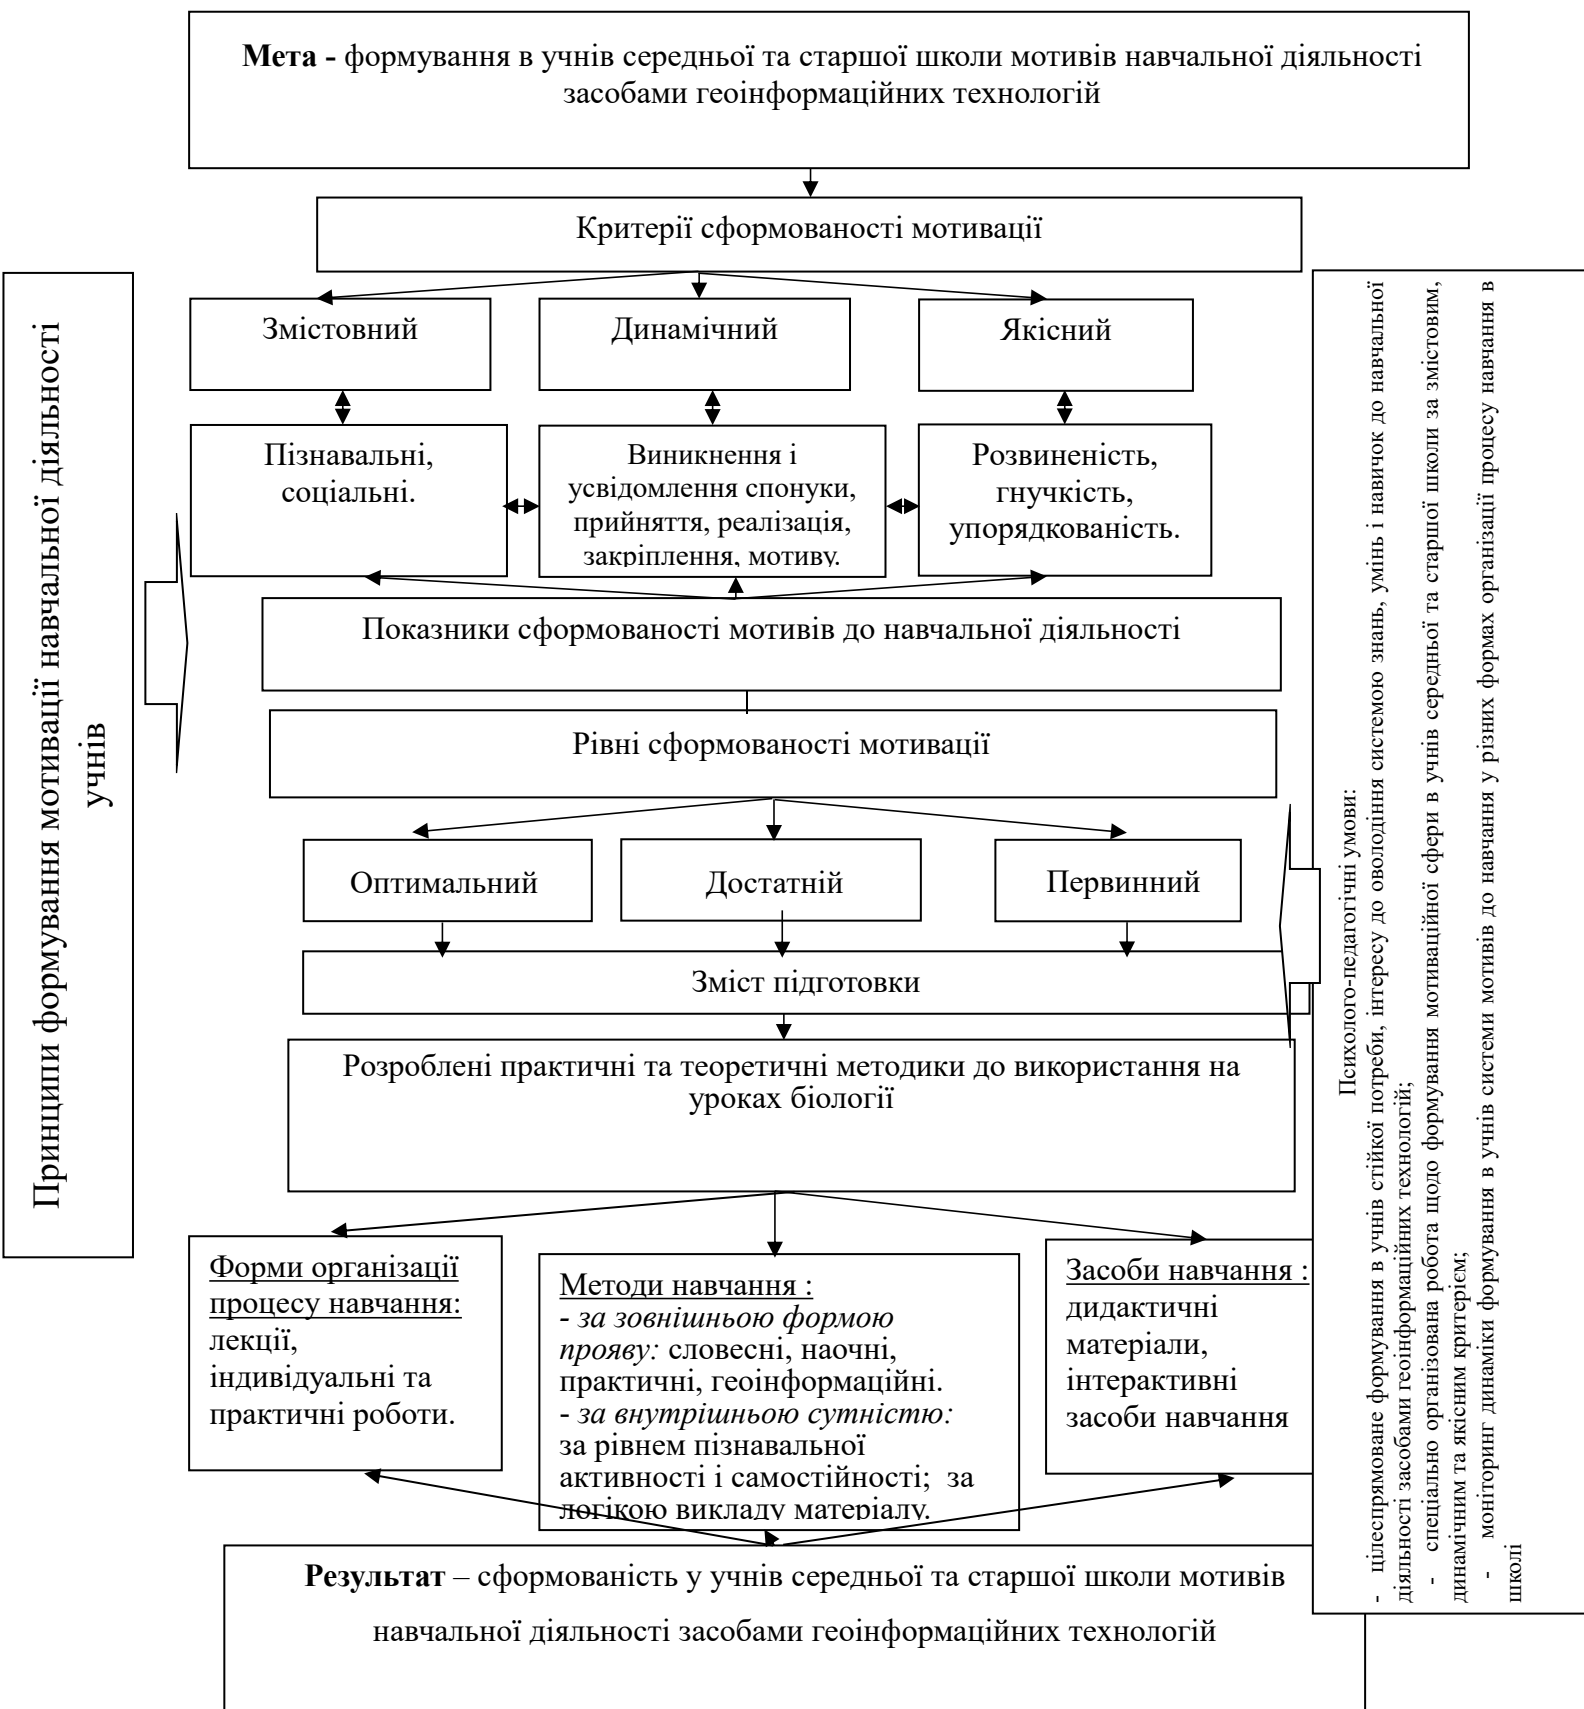 Мета - формування в учнів середньої та старшої школи мотивів навчальної діяльності
засобами геоінформаційних технологій
Критерії сформованості мотивації
Змістовний
Динамічний
Якісний
Пізнавальні,
соціальні.
Виникнення і
усвідомлення спонуки,
прийняття, реалізація,
закріплення, мотиву.
Розвиненість,
гнучкість,
упорядкованість.
Показники сформованості мотивів до навчальної діяльності
Рівні сформованості мотивації
Оптимальний
Достатній
Первинний
Зміст підготовки
Розроблені практичні та теоретичні методики до використання на
уроках біології
Форми організації
процесу навчання:
лекції,
індивідуальні та
практичні роботи.
Методи навчання :
- за зовнішньою формою
прояву: словесні, наочні,
практичні, геоінформаційні.
- за внутрішньою сутністю:
за рівнем пізнавальної
активності і самостійності;  за
логікою викладу матеріалу.
Засоби навчання :
дидактичні
матеріали,
інтерактивні
засоби навчання
Результат – сформованість у учнів середньої та старшої школи мотивів
навчальної діяльності засобами геоінформаційних технологій
Принципи формування мотивації навчальної діяльності
учнів
Психолого-педагогічні умови:
- цілеспрямоване формування в учнів стійкої потреби, інтересу до оволодіння системою знань, умінь і навичок до навчальної
діяльності засобами геоінформаційних технологій;
- спеціально організована робота щодо формування мотиваційної сфери в учнів середньої та старшої школи за змістовим,
динамічним та якісним критерієм;
- моніторинг динаміки формування в учнів системи мотивів до навчання у різних формах організації процесу навчання в
школі